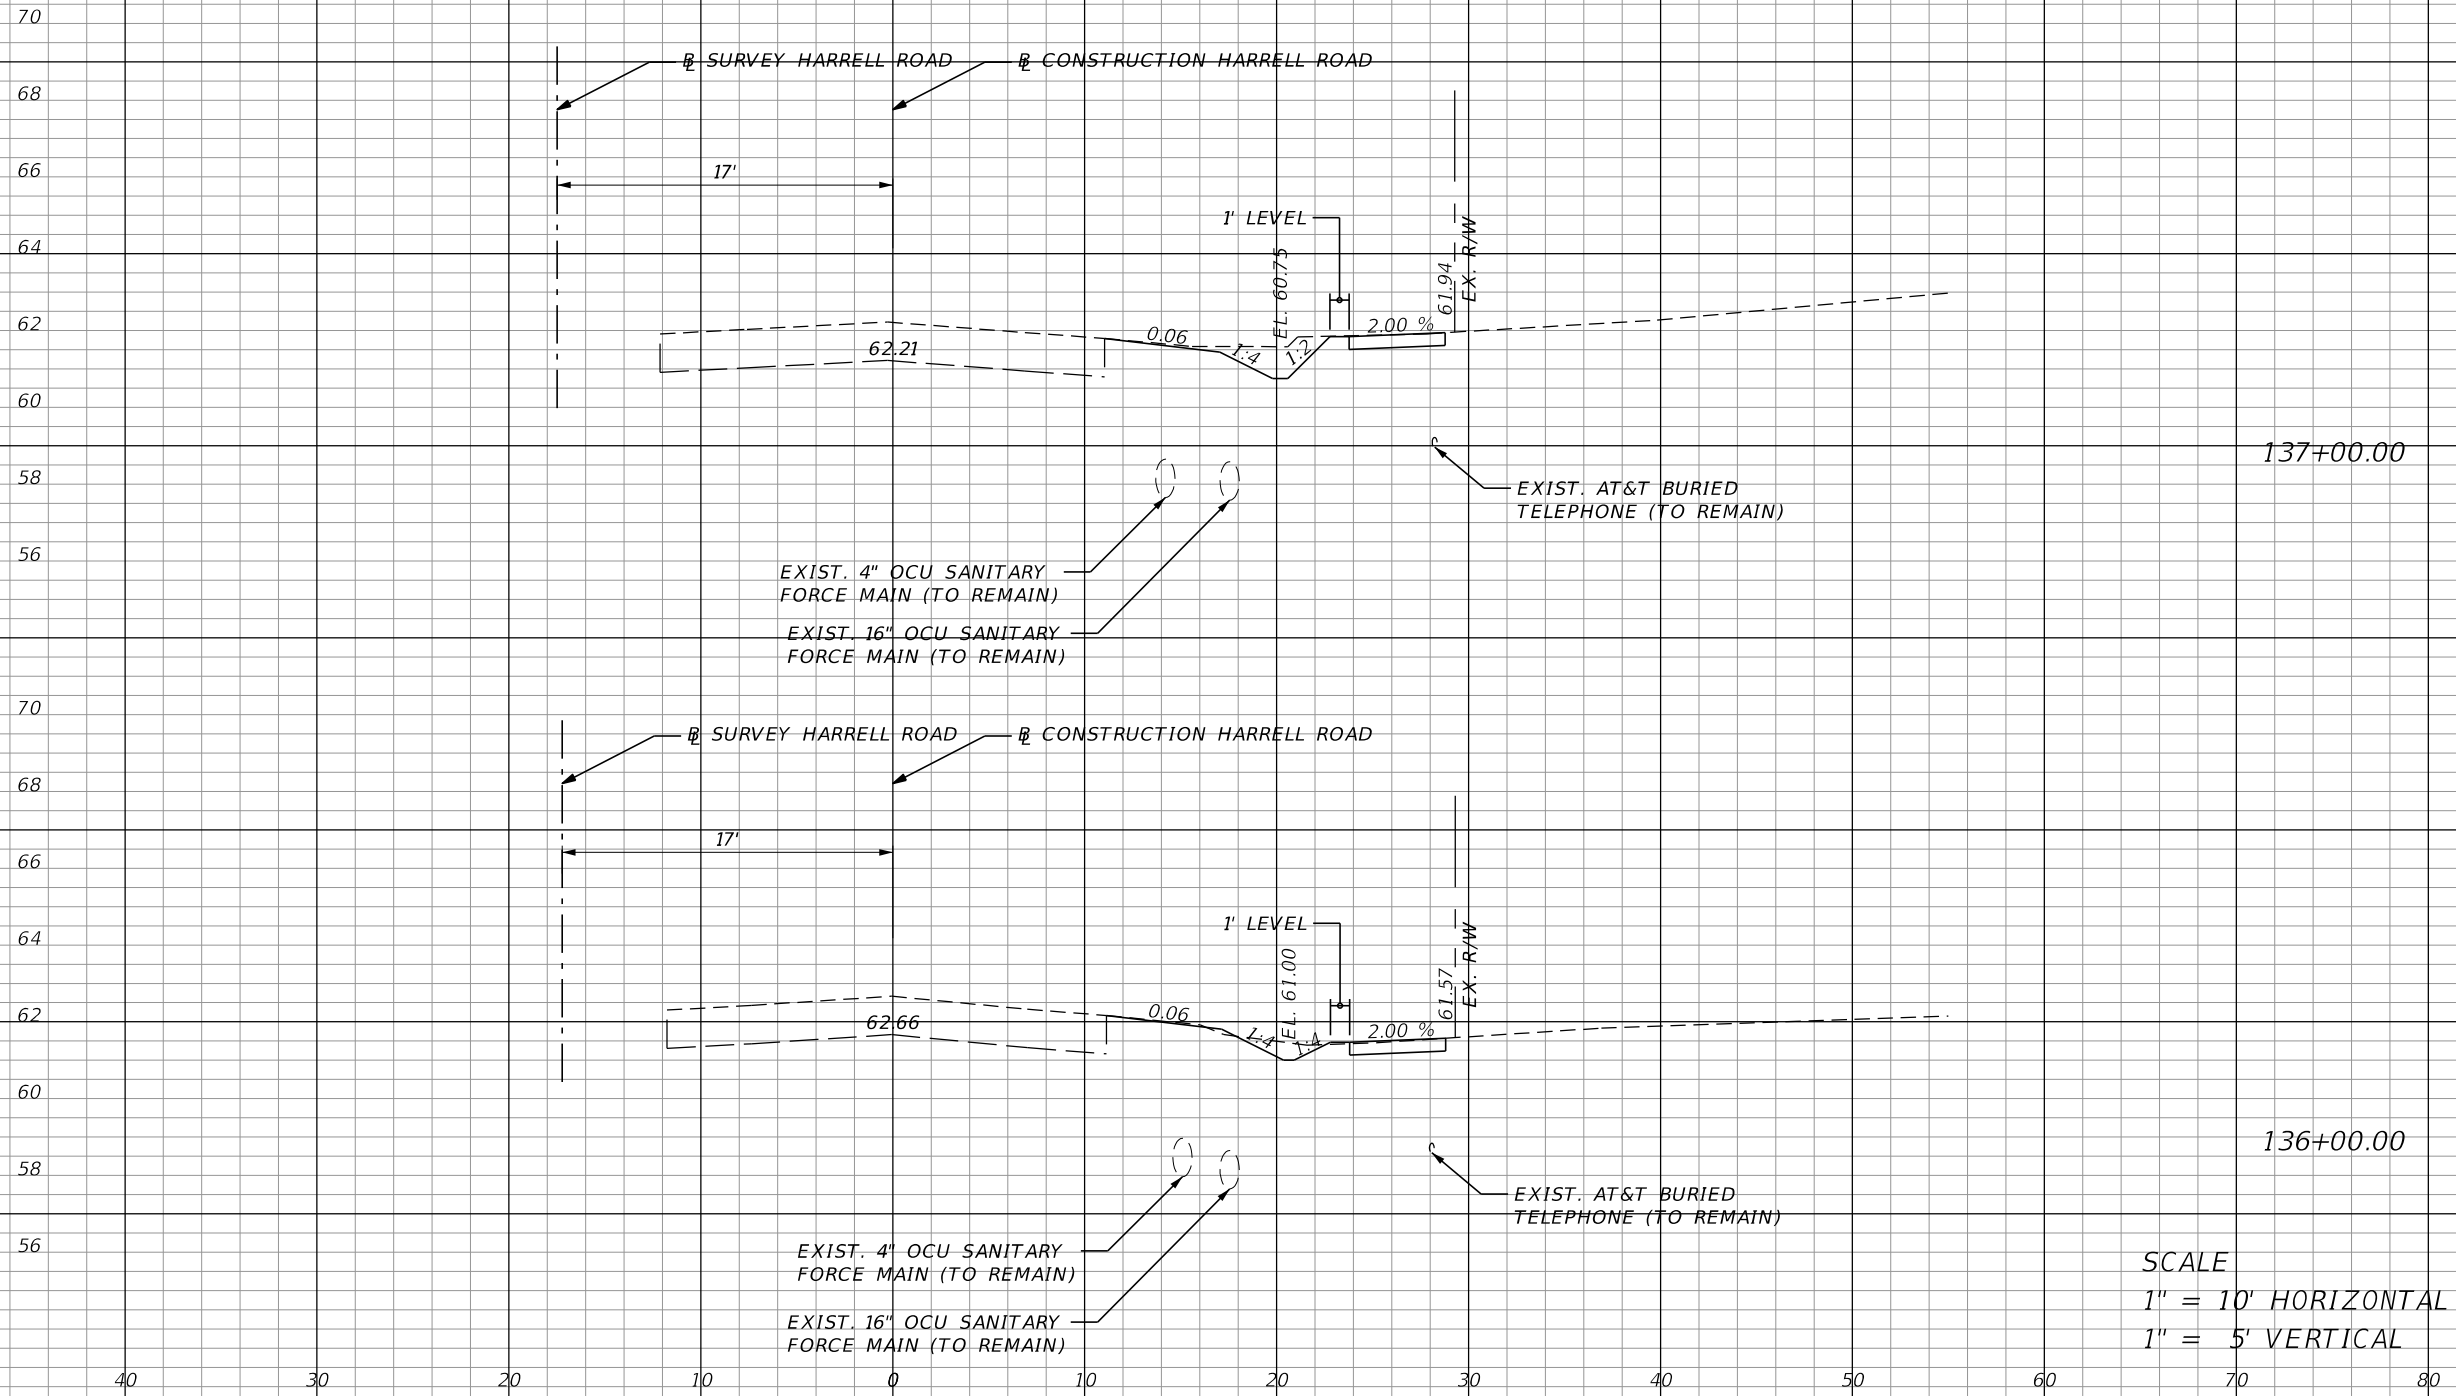 70
℄ SURVEY HARRELL ROAD
℄ CONSTRUCTION HARRELL ROAD
68
66
17'
1' LEVEL
64
EL. 60.75
61.94
EX. R/W
62
0.06
2.00 %
62.21
1:4
1:2
60
137+00.00
58
EXIST. AT&T BURIED
TELEPHONE (TO REMAIN)
56
EXIST. 4" OCU SANITARY
FORCE MAIN (TO REMAIN)
EXIST. 16" OCU SANITARY
FORCE MAIN (TO REMAIN)
70
℄ SURVEY HARRELL ROAD
℄ CONSTRUCTION HARRELL ROAD
68
17'
66
1' LEVEL
64
EL. 61.00
61.57
EX. R/W
62
0.06
2.00 %
62.66
1:4
1:4
60
136+00.00
58
EXIST. AT&T BURIED
TELEPHONE (TO REMAIN)
56
EXIST. 4" OCU SANITARY
FORCE MAIN (TO REMAIN)
EXIST. 16" OCU SANITARY
FORCE MAIN (TO REMAIN)
SCALE
1" = 10' HORIZONTAL
1" = 5' VERTICAL
40 30 20 10 0 10 20 30 40 50 60 70 80